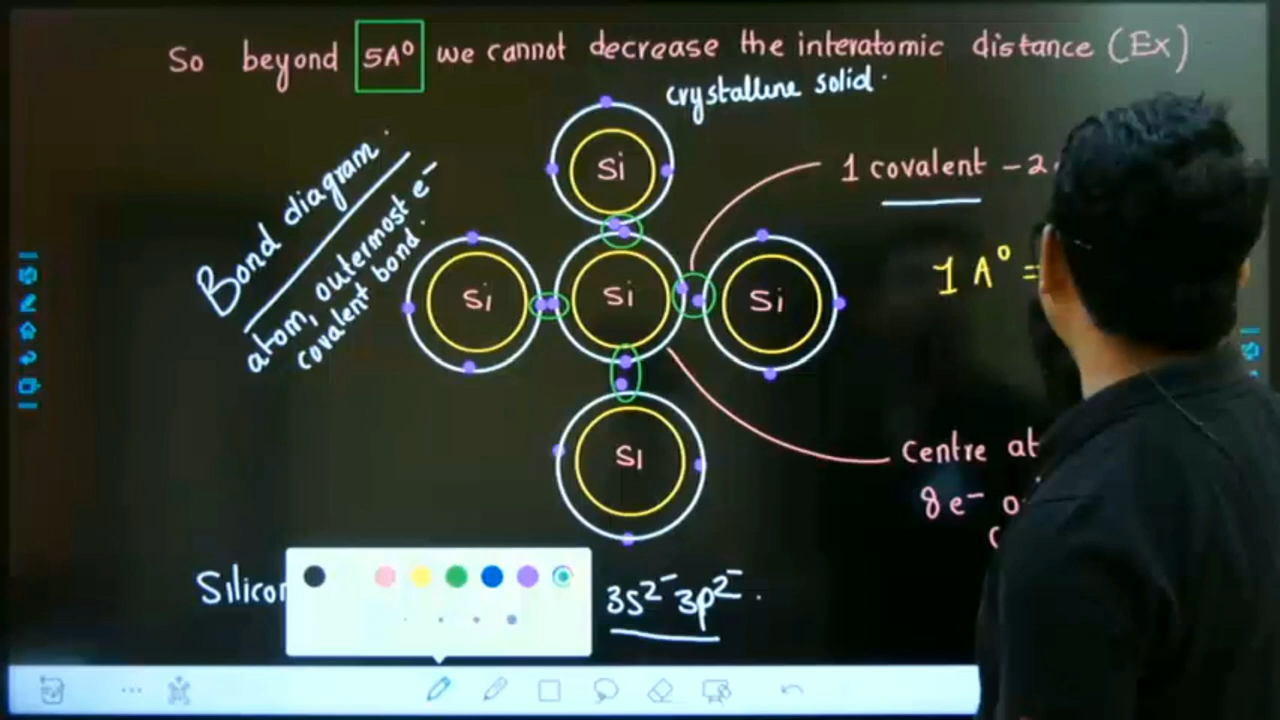 So beyond 5A° we cannot decrease the interatomic distance (Ex)
crystalline solid.
Bond diagram.
atom, outermost e⁻
covalent bond.
Si
Si
Si
Si
Si
1 covalent - 2
1 A° =
Centre at
8 e⁻ o
Silicon
3s²⁻ 3p²⁻.